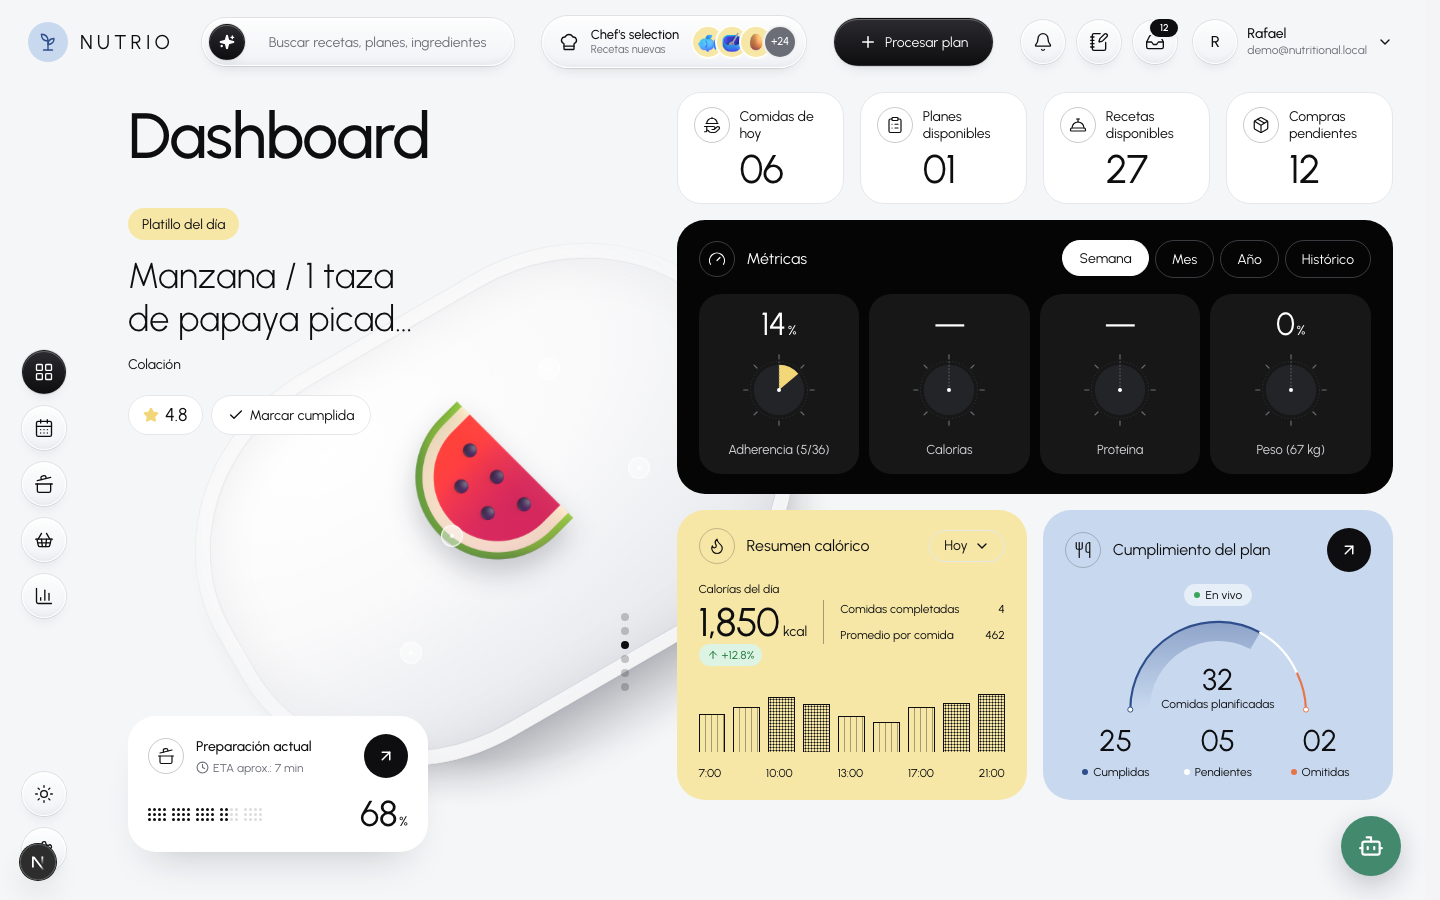 NUTRIO
Buscar recetas, planes, ingredientes
Chef's selection
Recetas nuevas
+24
Procesar plan
12
R
Rafael
demo@nutritional.local
Dashboard
Comidas de
hoy
06
Planes
disponibles
01
Recetas
disponibles
27
Compras
pendientes
12
Platillo del día
Manzana / 1 taza
de papaya picad...
Colación
4.8
Marcar cumplida
Métricas
Semana
Mes
Año
Histórico
14%
Adherencia (5/36)
—
Calorías
—
Proteína
0%
Peso (67 kg)
Resumen calórico
Hoy
Calorías del día
1,850 kcal
+12.8%
Comidas completadas 4
Promedio por comida 462
7:00 10:00 13:00 17:00 21:00
Cumplimiento del plan
En vivo
32
Comidas planificadas
25
Cumplidas
05
Pendientes
02
Omitidas
Preparación actual
ETA aprox.: 7 min
68%
N